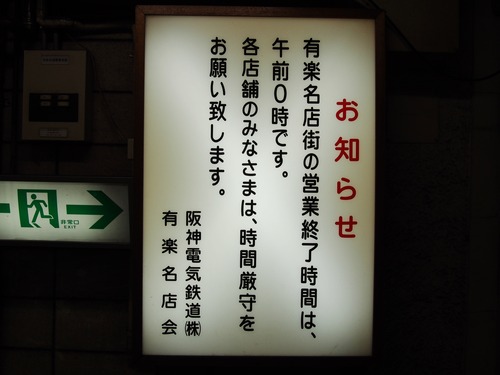 お知らせ
有楽名店街の営業終了時間は、
午前0時です。
各店舗のみなさまは、時間厳守を
お願い致します。
阪神電気鉄道㈱
有楽名店会
非常口
EXIT